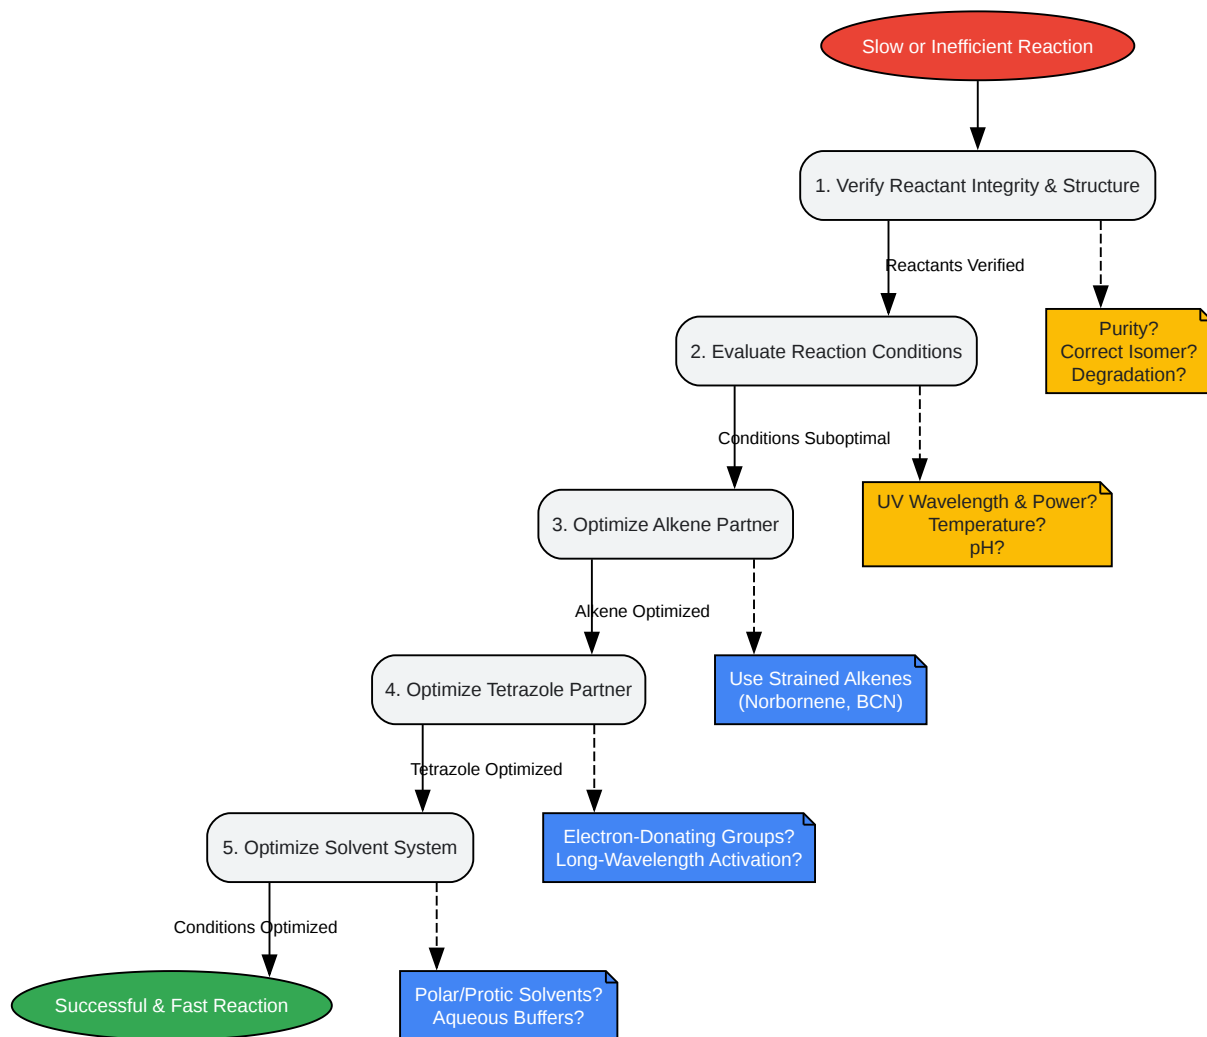 Slow or Inefficient Reaction
1. Verify Reactant Integrity & Structure
Reactants Verified
Purity?
Correct Isomer?
Degradation?
2. Evaluate Reaction Conditions
Conditions Suboptimal
UV Wavelength & Power?
Temperature?
pH?
3. Optimize Alkene Partner
Alkene Optimized
Use Strained Alkenes
(Norbornene, BCN)
4. Optimize Tetrazole Partner
Tetrazole Optimized
Electron-Donating Groups?
Long-Wavelength Activation?
5. Optimize Solvent System
Conditions Optimized
Successful & Fast Reaction
Polar/Protic Solvents?
Aqueous Buffers?